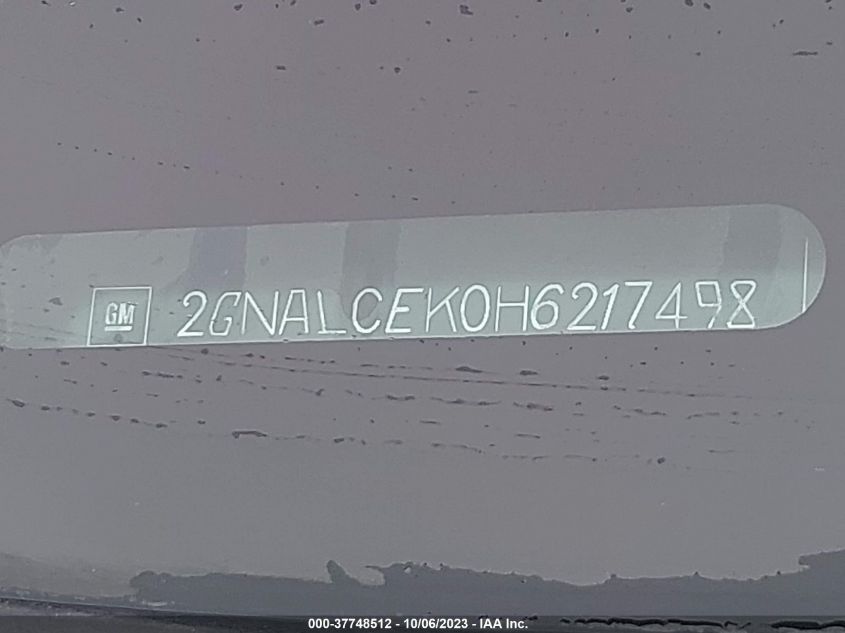 GM 2GNALCEK0H6217498
000-37748512 - 10/06/2023 - IAA Inc.